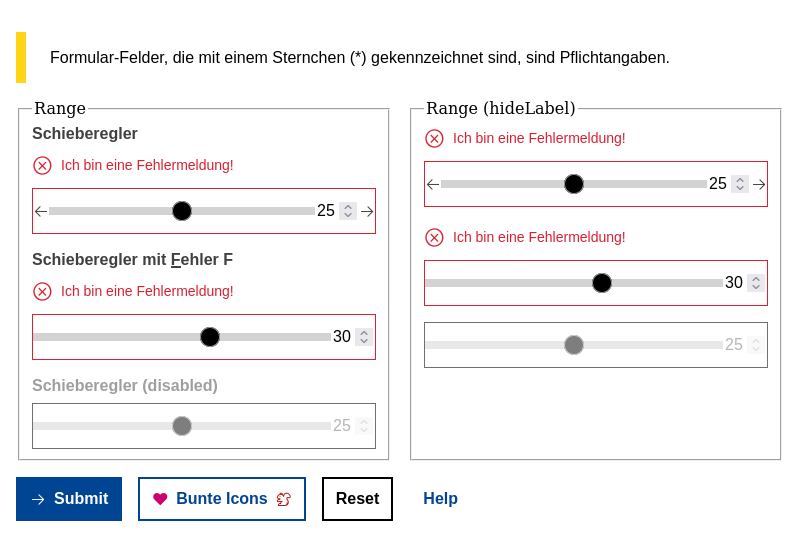 Formular-Felder, die mit einem Sternchen (*) gekennzeichnet sind, sind Pflichtangaben.
Range
Schieberegler
Ich bin eine Fehlermeldung!
25
Schieberegler mit Fehler F
Ich bin eine Fehlermeldung!
30
Schieberegler (disabled)
25
Range (hideLabel)
Ich bin eine Fehlermeldung!
25
Ich bin eine Fehlermeldung!
30
25
Submit Bunte Icons Reset Help